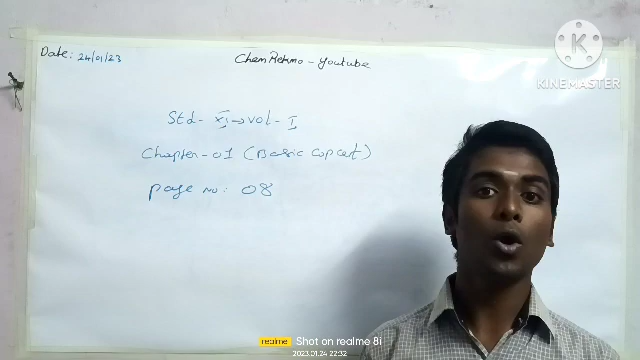 Date: 24/01/23
ChemRehmo - Youtube
KINEMASTER
Std - XI → Vol - I
Chapter - 01 (Basic Concept)
Page no: 08
realme Shot on realme 8i
2023.01.24 22:32